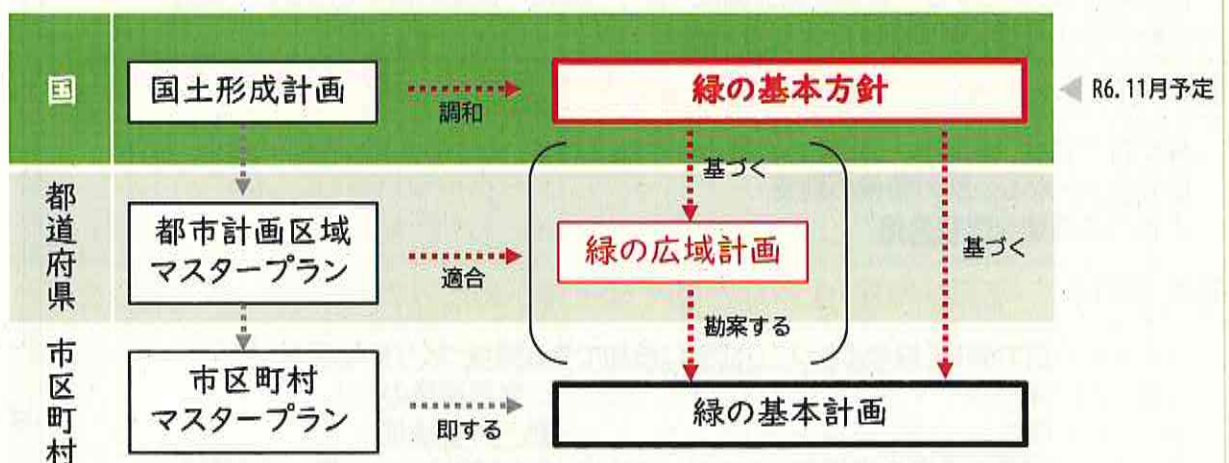 国
国土形成計画
調和
緑の基本方針
R6. 11月予定
基づく
基づく
都道府県
都市計画区域
マスタープラン
適合
緑の広域計画
勘案する
市区町村
市区町村
マスタープラン
即する
緑の基本計画